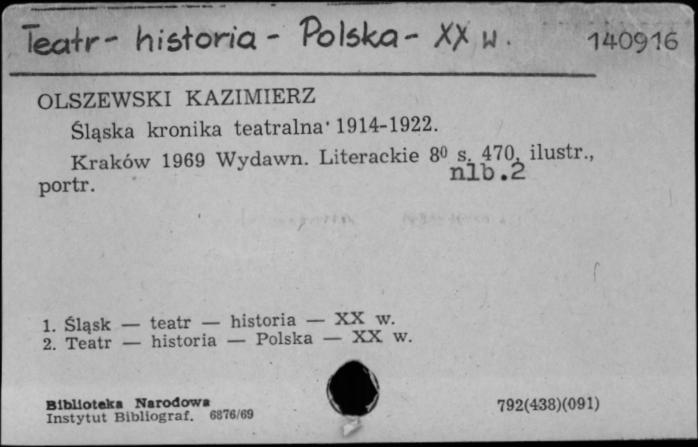 Teatr - historia - Polska - XX w. 140916
OLSZEWSKI KAZIMIERZ
Śląska kronika teatralna 1914-1922.
Kraków 1969 Wydawn. Literackie 8⁰ s. 470, ilustr.,
nlb.2
portr.
1. Śląsk — teatr — historia — XX w.
2. Teatr — historia — Polska — XX w.
Biblioteka Narodowa
Instytut Bibliograf. 6876/69 792(438)(091)